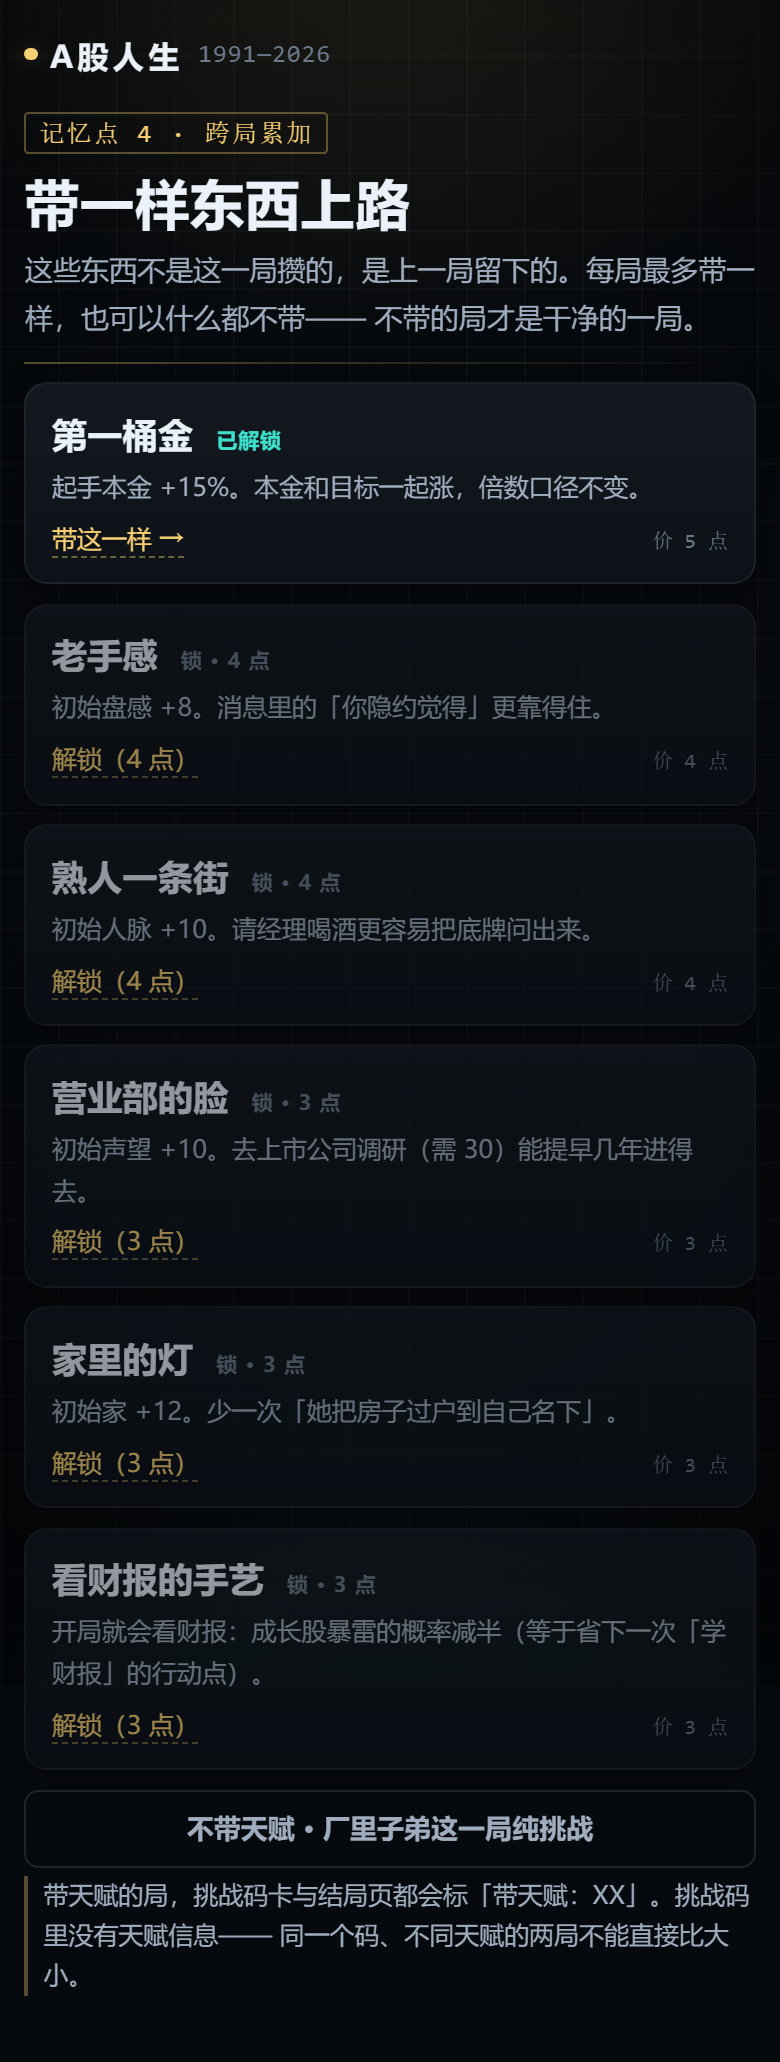 A股人生 1991—2026
记忆点 4 · 跨局累加
带一样东西上路
这些东西不是这一局攒的，是上一局留下的。每局最多带一
样，也可以什么都不带—— 不带的局才是干净的一局。
第一桶金 已解锁
起手本金 +15%。本金和目标一起涨，倍数口径不变。
带这一样 → 价 5 点
老手感 锁 · 4 点
初始盘感 +8。消息里的「你隐约觉得」更靠得住。
解锁（4 点） 价 4 点
熟人一条街 锁 · 4 点
初始人脉 +10。请经理喝酒更容易把底牌问出来。
解锁（4 点） 价 4 点
营业部的脸 锁 · 3 点
初始声望 +10。去上市公司调研（需 30）能提早几年进得
去。
解锁（3 点） 价 3 点
家里的灯 锁 · 3 点
初始家 +12。少一次「她把房子过户到自己名下」。
解锁（3 点） 价 3 点
看财报的手艺 锁 · 3 点
开局就会看财报：成长股暴雷的概率减半（等于省下一次「学
财报」的行动点）。
解锁（3 点） 价 3 点
不带天赋 · 厂里子弟这一局纯挑战
带天赋的局，挑战码卡与结局页都会标「带天赋：XX」。挑战码
里没有天赋信息—— 同一个码、不同天赋的两局不能直接比大
小。